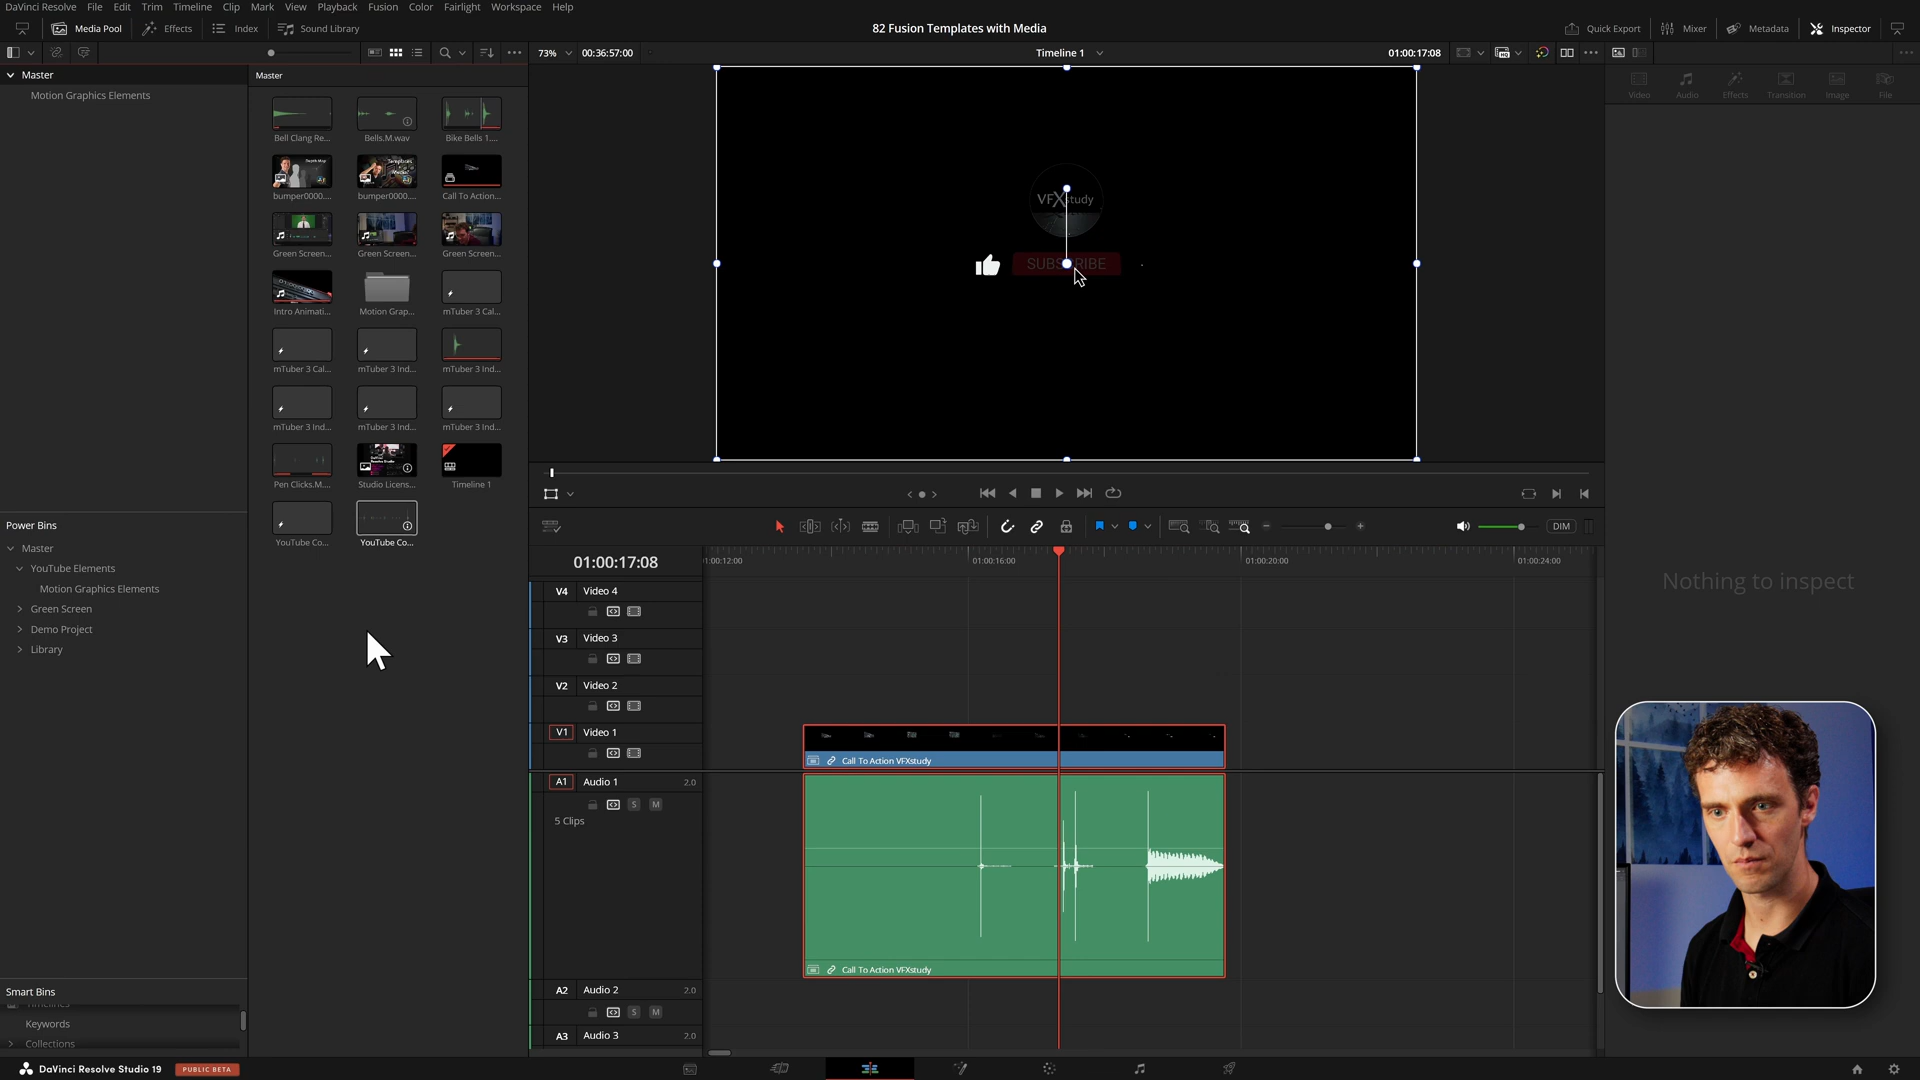 DaVinci Resolve File Edit Trim Timeline Clip Mark View Playback Fusion Color Fairlight Workspace Help
Media Pool Effects Index Sound Library
82 Fusion Templates with Media
Quick Export Mixer Metadata Inspector
73% 00:36:57:00
Timeline 1
01:00:17:08
Master
Motion Graphics Elements
Master
Bell Clang Re... Bells.M.wav Bike Bells 1....
bumper0000.... bumper0000.... Call To Action...
Green Screen... Green Screen... Green Screen...
Intro Animati... Motion Grap... mTuber 3 Cal...
mTuber 3 Cal... mTuber 3 Ind... mTuber 3 Ind...
mTuber 3 Ind... mTuber 3 Ind... mTuber 3 Ind...
Pen Clicks.M.... Studio Licens... Timeline 1
YouTube Co... YouTube Co...
VFXstudy
SUBSCRIBE
Video Audio Effects Transition Image File
Nothing to inspect
Power Bins
Master
YouTube Elements
Motion Graphics Elements
Green Screen
Demo Project
Library
Smart Bins
Keywords
Collections
DIM
01:00:17:08
01:00:16:00
01:00:20:00
01:00:24:00
V4 Video 4
V3 Video 3
V2 Video 2
V1 Video 1
Call To Action VFXstudy
A1 Audio 1 2.0
S M
5 Clips
Call To Action VFXstudy
A2 Audio 2 2.0
S M
A3 Audio 3 2.0
DaVinci Resolve Studio 19 PUBLIC BETA